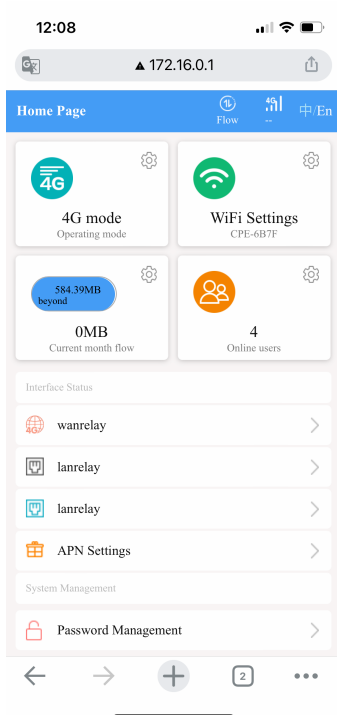 12:08
172.16.0.1
Home Page
Flow
4G
--
中/En
4G
4G mode
Operating mode
WiFi Settings
CPE-6B7F
584.39MB
beyond
0MB
Current month flow
4
Online users
Interface Status
4G
wanrelay
lanrelay
lanrelay
APN Settings
System Management
Password Management
2